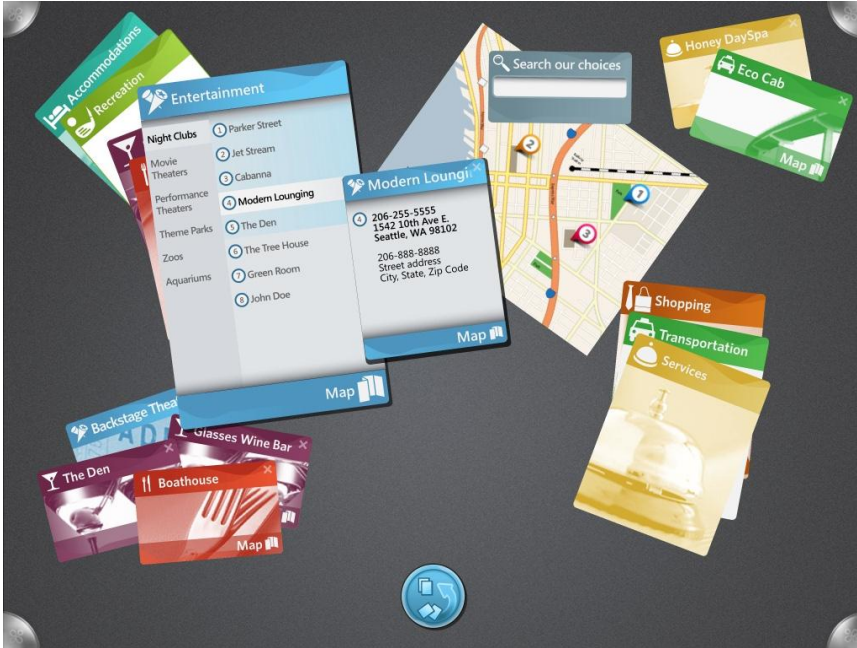 Accommodations
Recreation
Entertainment
Night Clubs
Movie
Theaters
Performance
Theaters
Theme Parks
Zoos
Aquariums
1 Parker Street
2 Jet Stream
3 Cabanna
4 Modern Lounging
5 The Den
6 The Tree House
7 Green Room
8 John Doe
Map
Modern Loungi
4 206-255-5555
1542 10th Ave E.
Seattle, WA 98102
206-888-8888
Street address
City, State, Zip Code
Map
Search our choices
2
1
3
Honey DaySpa
Eco Cab
Map
Shopping
Transportation
Services
Backstage Thea
Glasses Wine Bar
The Den
Boathouse
Map